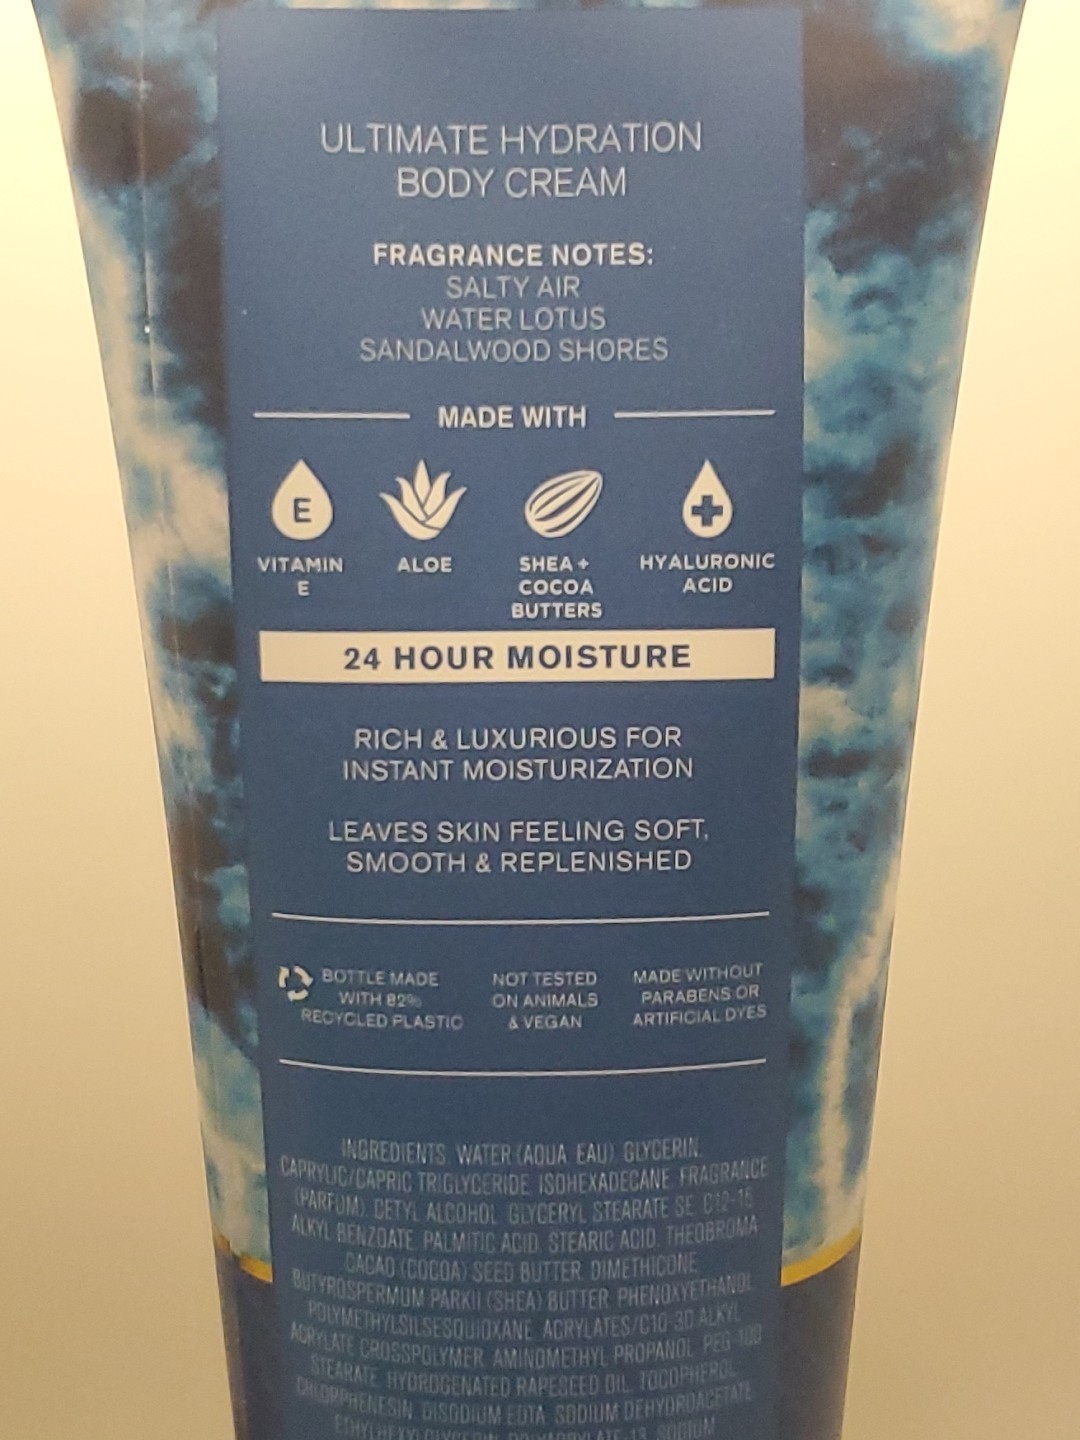 ULTIMATE HYDRATION
BODY CREAM
FRAGRANCE NOTES:
SALTY AIR
WATER LOTUS
SANDALWOOD SHORES
MADE WITH
E
VITAMIN
E
ALOE
SHEA +
COCOA
BUTTERS
HYALURONIC
ACID
24 HOUR MOISTURE
RICH & LUXURIOUS FOR
INSTANT MOISTURIZATION
LEAVES SKIN FEELING SOFT,
SMOOTH & REPLENISHED
BOTTLE MADE
WITH 82%
RECYCLED PLASTIC
NOT TESTED
ON ANIMALS
& VEGAN
MADE WITHOUT
PARABENS OR
ARTIFICIAL DYES
INGREDIENTS: WATER (AQUA, EAU), GLYCERIN,
CAPRYLIC/CAPRIC TRIGLYCERIDE, ISOHEXADECANE, FRAGRANCE
(PARFUM), CETYL ALCOHOL, GLYCERYL STEARATE SE, C12-15
ALKYL BENZOATE, PALMITIC ACID, STEARIC ACID, THEOBROMA
CACAO (COCOA) SEED BUTTER, DIMETHICONE,
BUTYROSPERMUM PARKII (SHEA) BUTTER, PHENOXYETHANOL,
POLYMETHYLSILSESQUIOXANE, ACRYLATES/C10-30 ALKYL
ACRYLATE CROSSPOLYMER, AMINOMETHYL PROPANOL, PEG-100
STEARATE, HYDROGENATED RAPESEED OIL, TOCOPHEROL,
CHLORPHENESIN, DISODIUM EDTA, SODIUM DEHYDROACETATE,
ETHYLHEXYLGLYCERIN, SODIUM